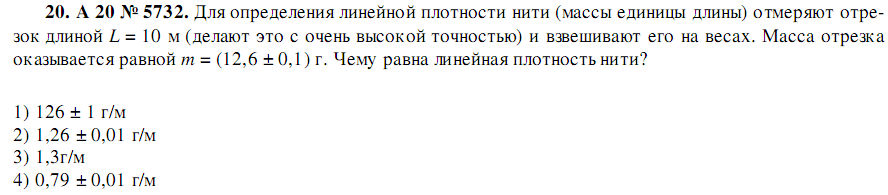 20. А 20 № 5732. Для определения линейной плотности нити (массы единицы длины) отмеряют отре-
зок длиной L = 10 м (делают это с очень высокой точностью) и взвешивают его на весах. Масса отрезка
оказывается равной m = (12,6 ± 0,1) г. Чему равна линейная плотность нити?
1) 126 ± 1 г/м
2) 1,26 ± 0,01 г/м
3) 1,3г/м
4) 0,79 ± 0,01 г/м